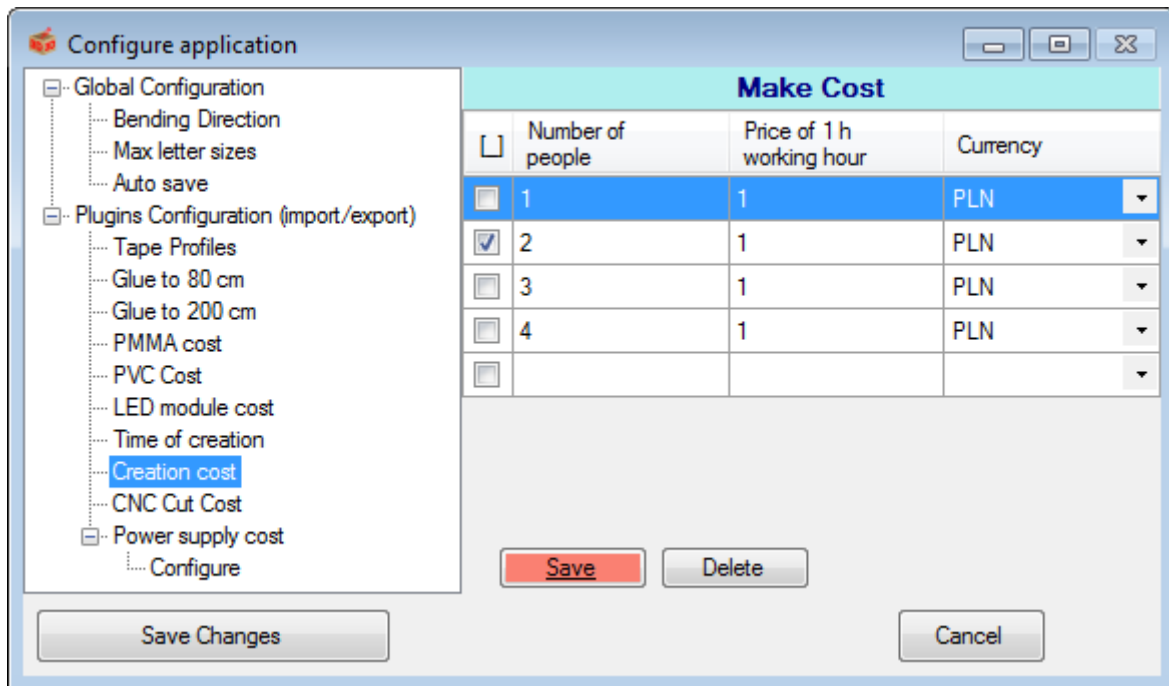 Configure application
Global Configuration
Bending Direction
Max letter sizes
Auto save
Plugins Configuration (import/export)
Tape Profiles
Glue to 80 cm
Glue to 200 cm
PMMA cost
PVC Cost
LED module cost
Time of creation
Creation cost
CNC Cut Cost
Power supply cost
Configure
Make Cost
[_] Number of people Price of 1 h working hour Currency
1 1 PLN
2 1 PLN
3 1 PLN
4 1 PLN
Save Delete
Save Changes Cancel